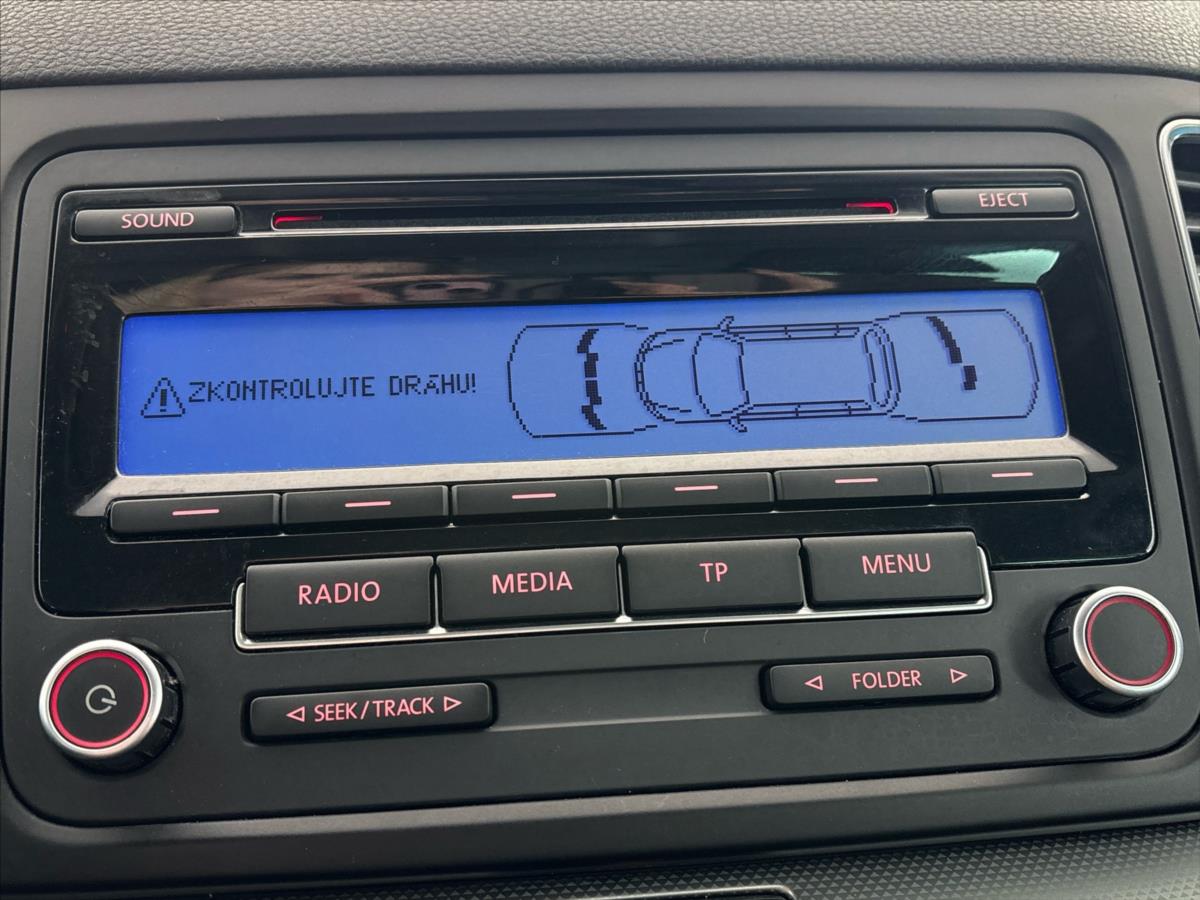 SOUND
EJECT
ZKONTROLUJTE DRÁHU!
RADIO
MEDIA
TP
MENU
SEEK/TRACK
FOLDER